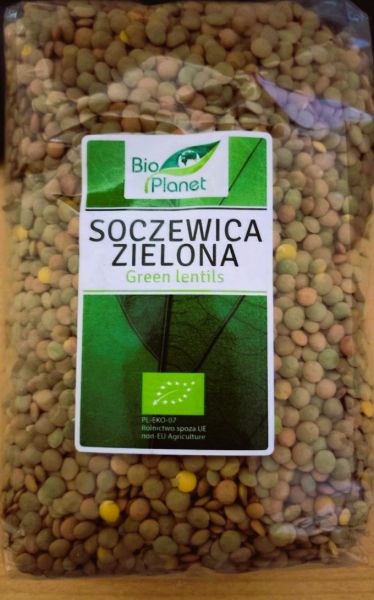 Bio
Planet
SOCZEWICA
ZIELONA
Green lentils
PL-EKO-07
Rolnictwo spoza UE
non-EU Agriculture